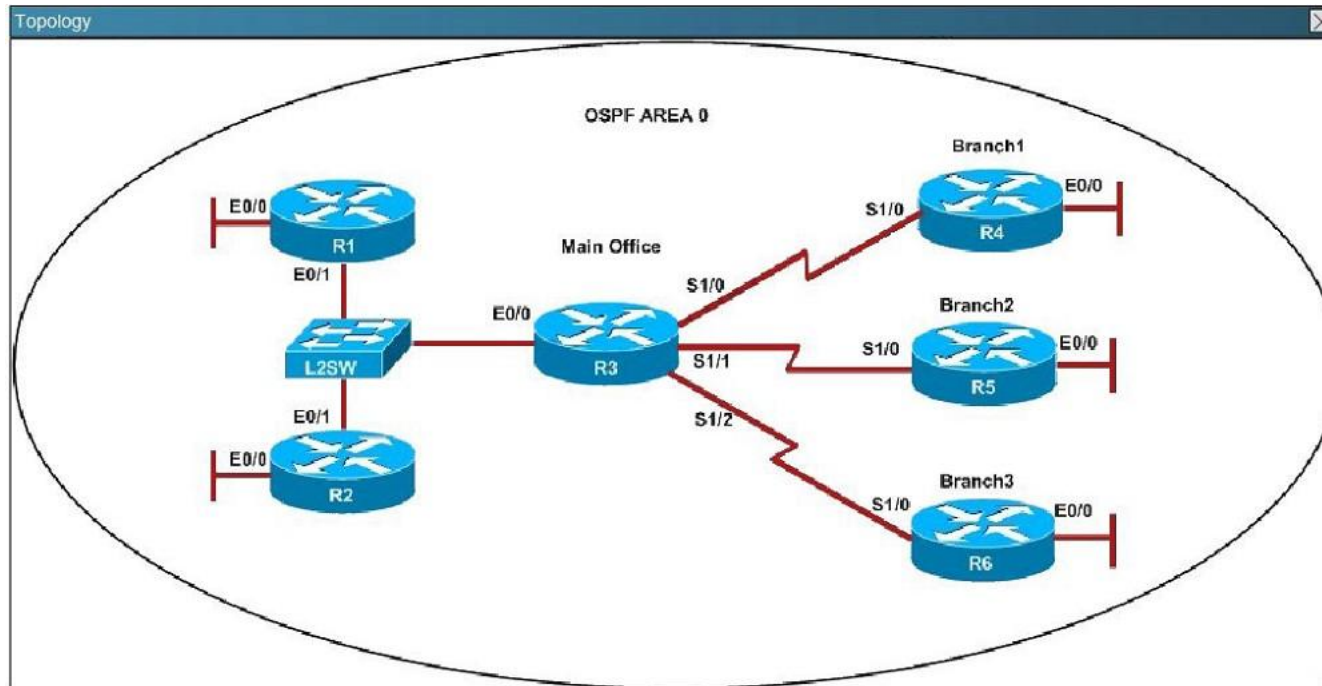 Topology
OSPF AREA 0
Branch1
E0/0
E0/0
S1/0
R1
R4
Main Office
E0/1
S1/0
Branch2
E0/0
S1/0
E0/0
L2SW
R3
S1/1
R5
E0/1
S1/2
E0/0
Branch3
S1/0
E0/0
R2
R6